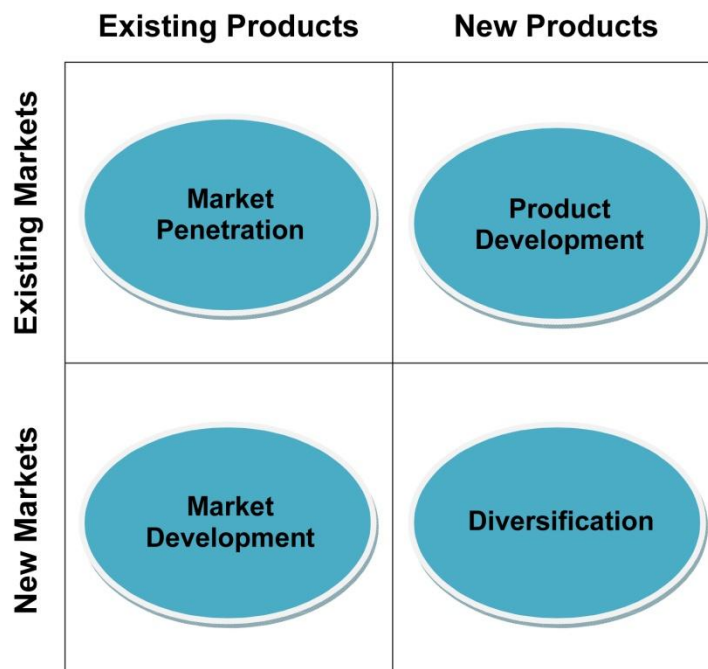 Existing Products
New Products
Existing Markets
Market
Penetration
Product
Development
New Markets
Market
Development
Diversification